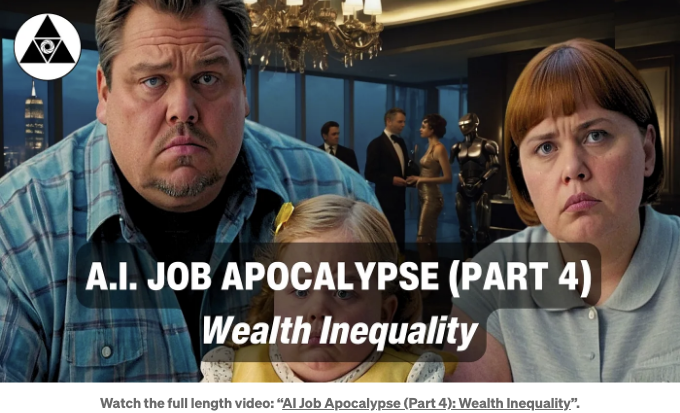 A.I. JOB APOCALYPSE (PART 4)
Wealth Inequality
Watch the full length video: “AI Job Apocalypse (Part 4): Wealth Inequality”.